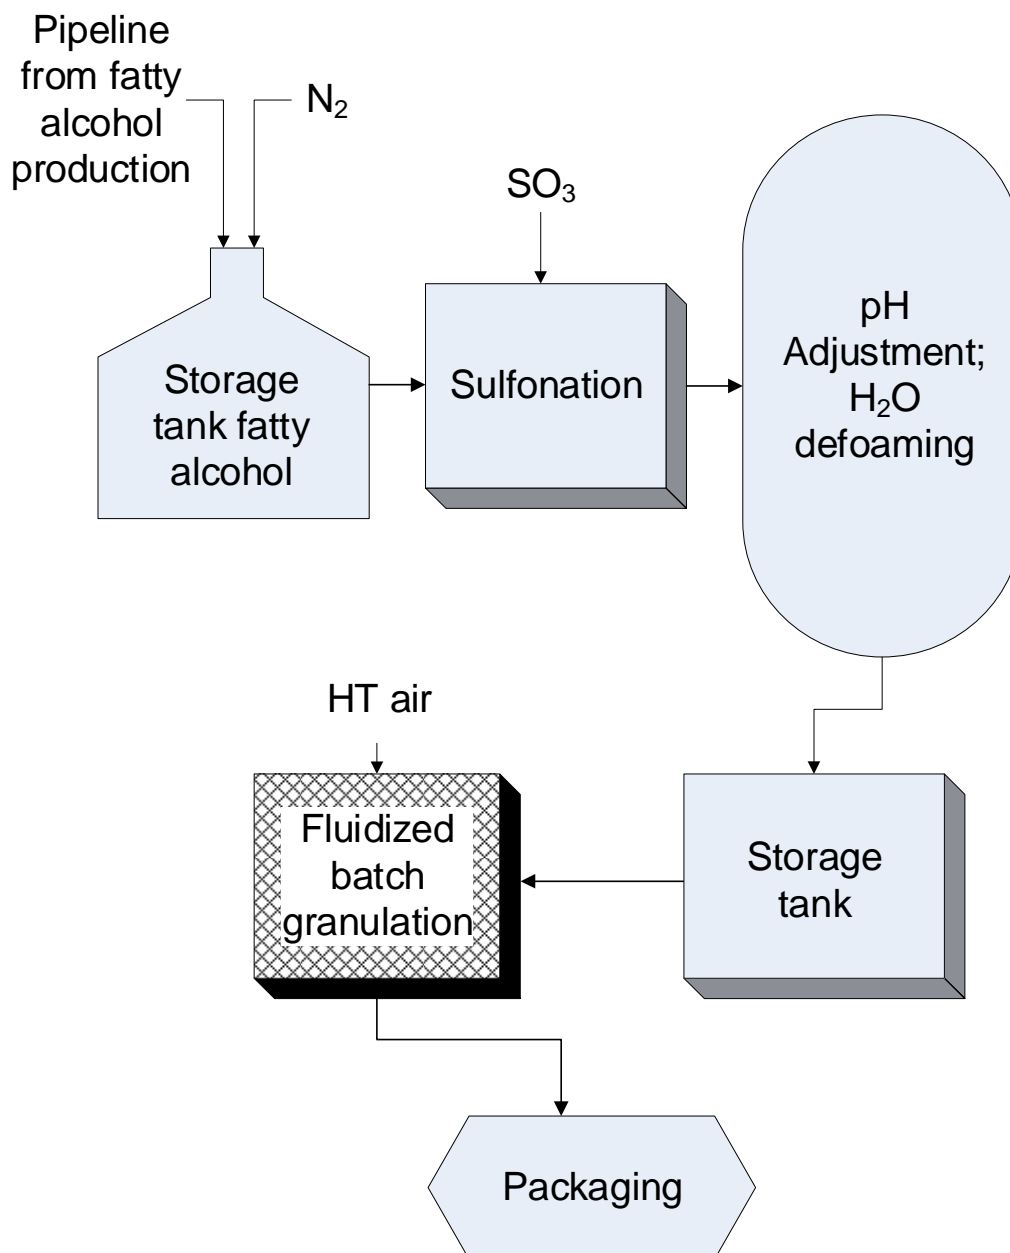 Pipeline
from fatty
alcohol
production
N₂
SO₃
Storage
tank fatty
alcohol
Sulfonation
pH
Adjustment;
H₂O
defoaming
HT air
Fluidized
batch
granulation
Storage
tank
Packaging